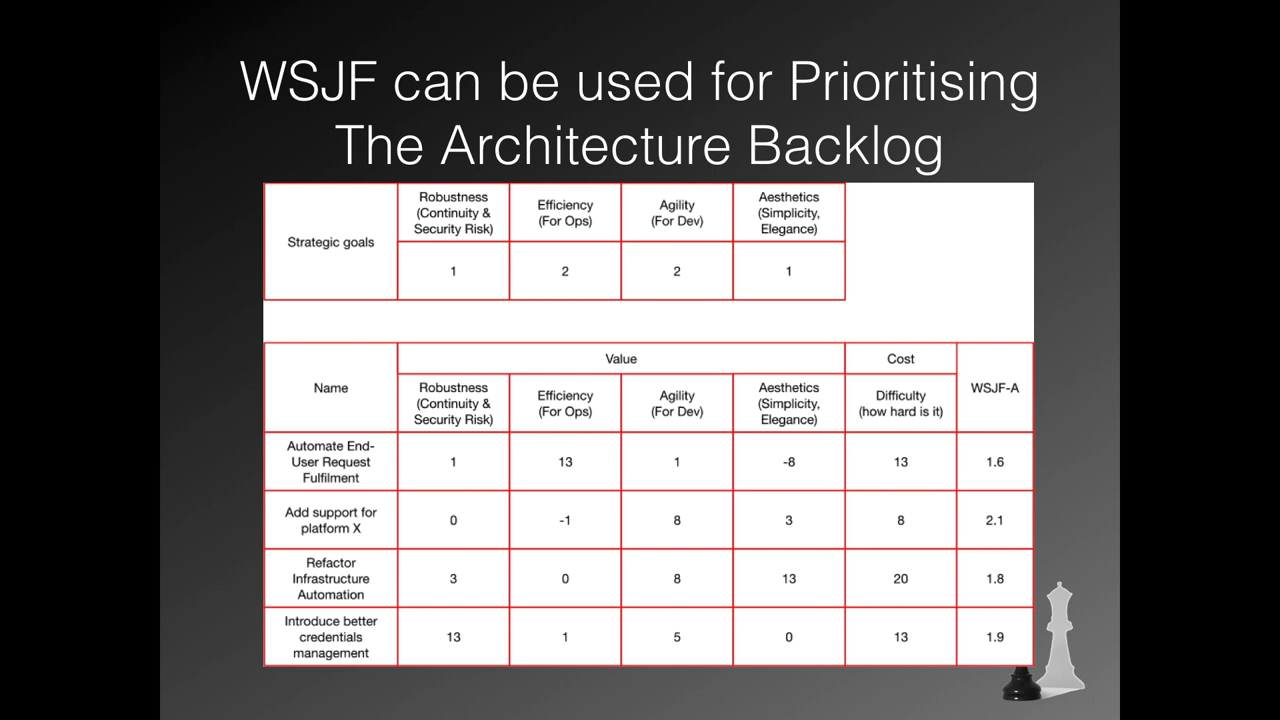 WSJF can be used for Prioritising
The Architecture Backlog
Strategic goals
Robustness
(Continuity &
Security Risk)
Efficiency
(For Ops)
Agility
(For Dev)
Aesthetics
(Simplicity,
Elegance)
1
2
2
1
Name
Value
Cost
WSJF-A
Robustness
(Continuity &
Security Risk)
Efficiency
(For Ops)
Agility
(For Dev)
Aesthetics
(Simplicity,
Elegance)
Difficulty
(how hard is it)
Automate End-
User Request
Fulfilment
1
13
1
-8
13
1.6
Add support for
platform X
0
-1
8
3
8
2.1
Refactor
Infrastructure
Automation
3
0
8
13
20
1.8
Introduce better
credentials
management
13
1
5
0
13
1.9